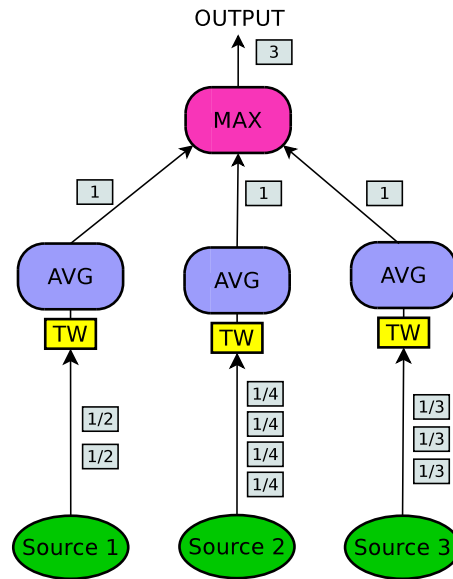 OUTPUT
3
MAX
1 1 1
AVG AVG AVG
TW TW TW
1/2 1/4 1/3
1/2 1/4 1/3
1/4 1/3
1/4
Source 1 Source 2 Source 3